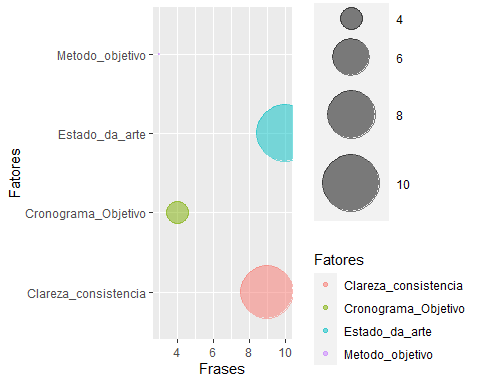 Fatores
Metodo_objetivo
Estado_da_arte
Cronograma_Objetivo
Clareza_consistencia
4
6
8
10
Frases
4
6
8
10
Fatores
Clareza_consistencia
Cronograma_Objetivo
Estado_da_arte
Metodo_objetivo